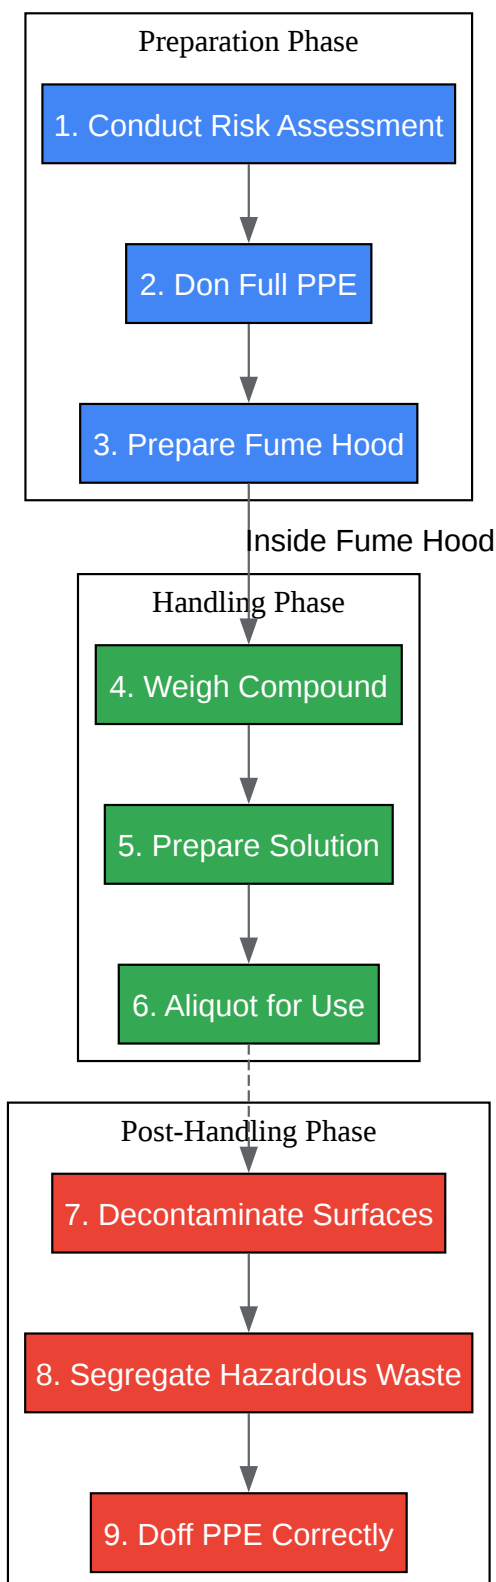 Preparation Phase
1. Conduct Risk Assessment
2. Don Full PPE
3. Prepare Fume Hood
Inside Fume Hood
Handling Phase
4. Weigh Compound
5. Prepare Solution
6. Aliquot for Use
Post-Handling Phase
7. Decontaminate Surfaces
8. Segregate Hazardous Waste
9. Doff PPE Correctly